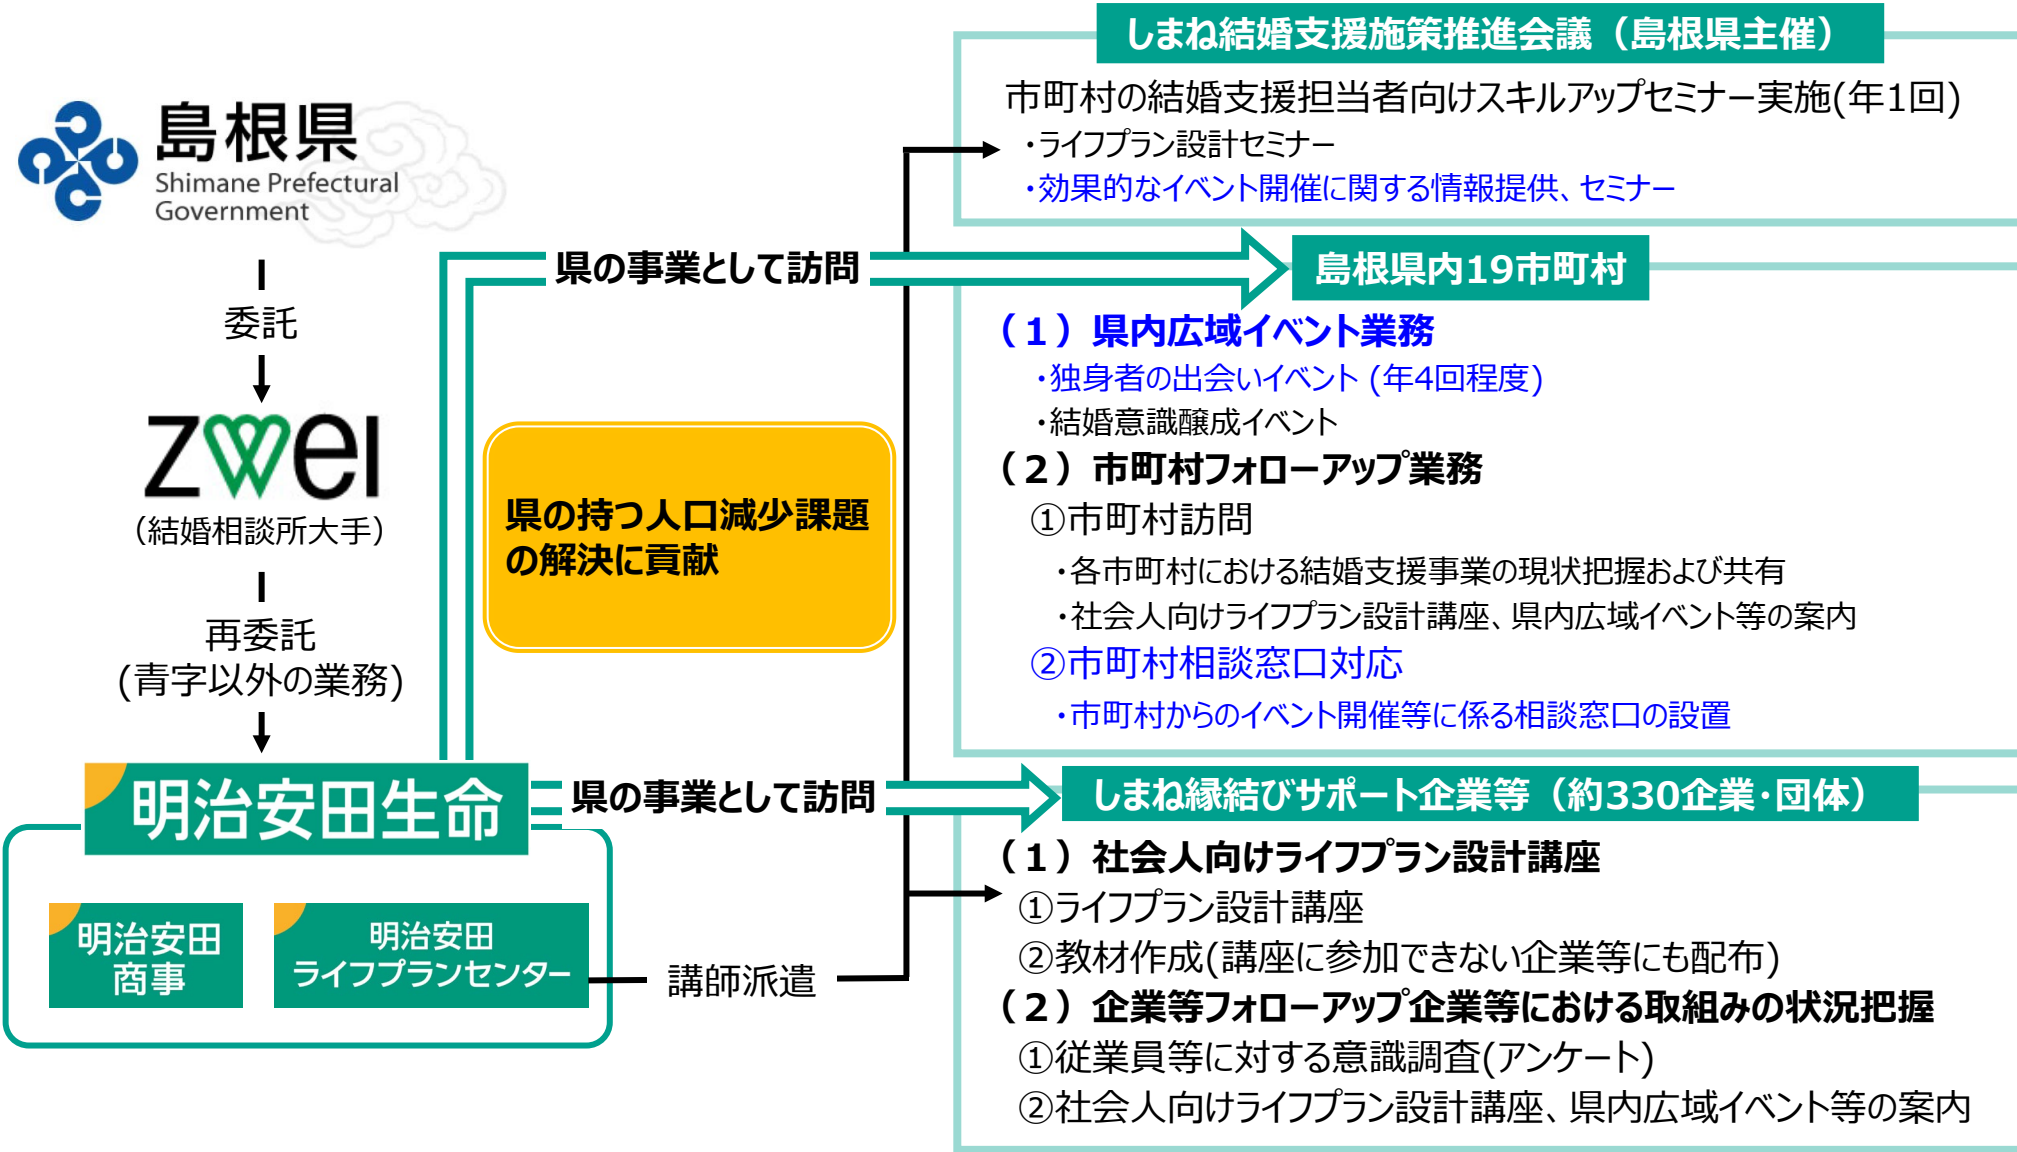 島根県
Shimane Prefectural
Government
委託
zwei
(結婚相談所大手)
再委託
(青字以外の業務)
明治安田生命
明治安田
商事
明治安田
ライフプランセンター
講師派遣
県の事業として訪問
県の持つ人口減少課題
の解決に貢献
県の事業として訪問
しまね結婚支援施策推進会議（島根県主催）
市町村の結婚支援担当者向けスキルアップセミナー実施(年1回)
・ライフプラン設計セミナー
・効果的なイベント開催に関する情報提供、セミナー
島根県内19市町村
（１）県内広域イベント業務
・独身者の出会いイベント (年4回程度)
・結婚意識醸成イベント
（２）市町村フォローアップ業務
①市町村訪問
・各市町村における結婚支援事業の現状把握および共有
・社会人向けライフプラン設計講座、県内広域イベント等の案内
②市町村相談窓口対応
・市町村からのイベント開催等に係る相談窓口の設置
しまね縁結びサポート企業等（約330企業・団体）
（１）社会人向けライフプラン設計講座
①ライフプラン設計講座
②教材作成(講座に参加できない企業等にも配布)
（２）企業等フォローアップ企業等における取組みの状況把握
①従業員等に対する意識調査(アンケート)
②社会人向けライフプラン設計講座、県内広域イベント等の案内